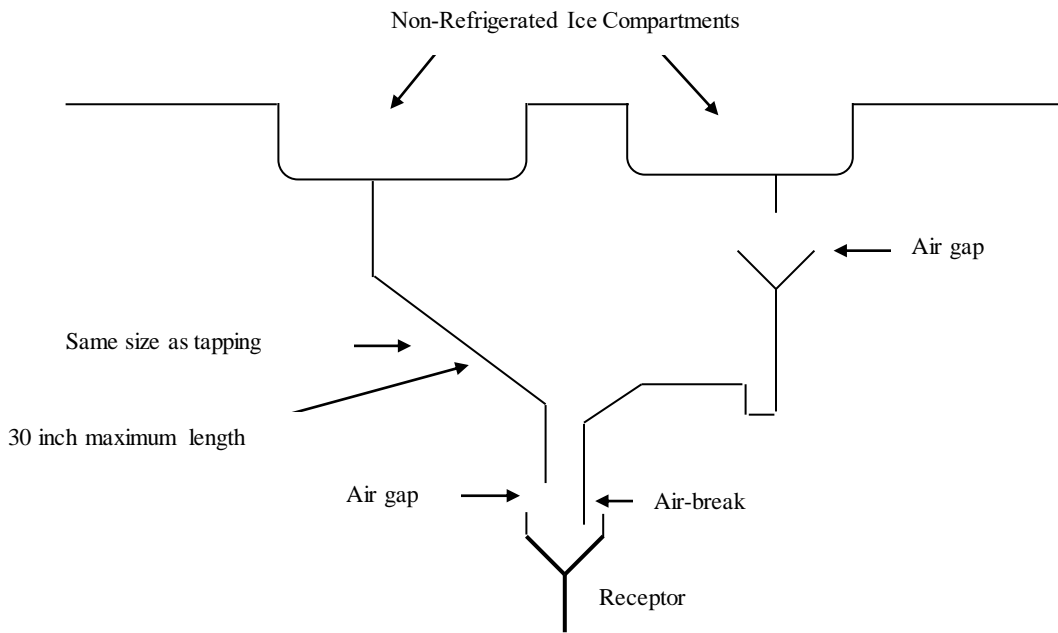 Non-Refrigerated Ice Compartments
Air gap
Same size as tapping
30 inch maximum length
Air gap
Air-break
Receptor